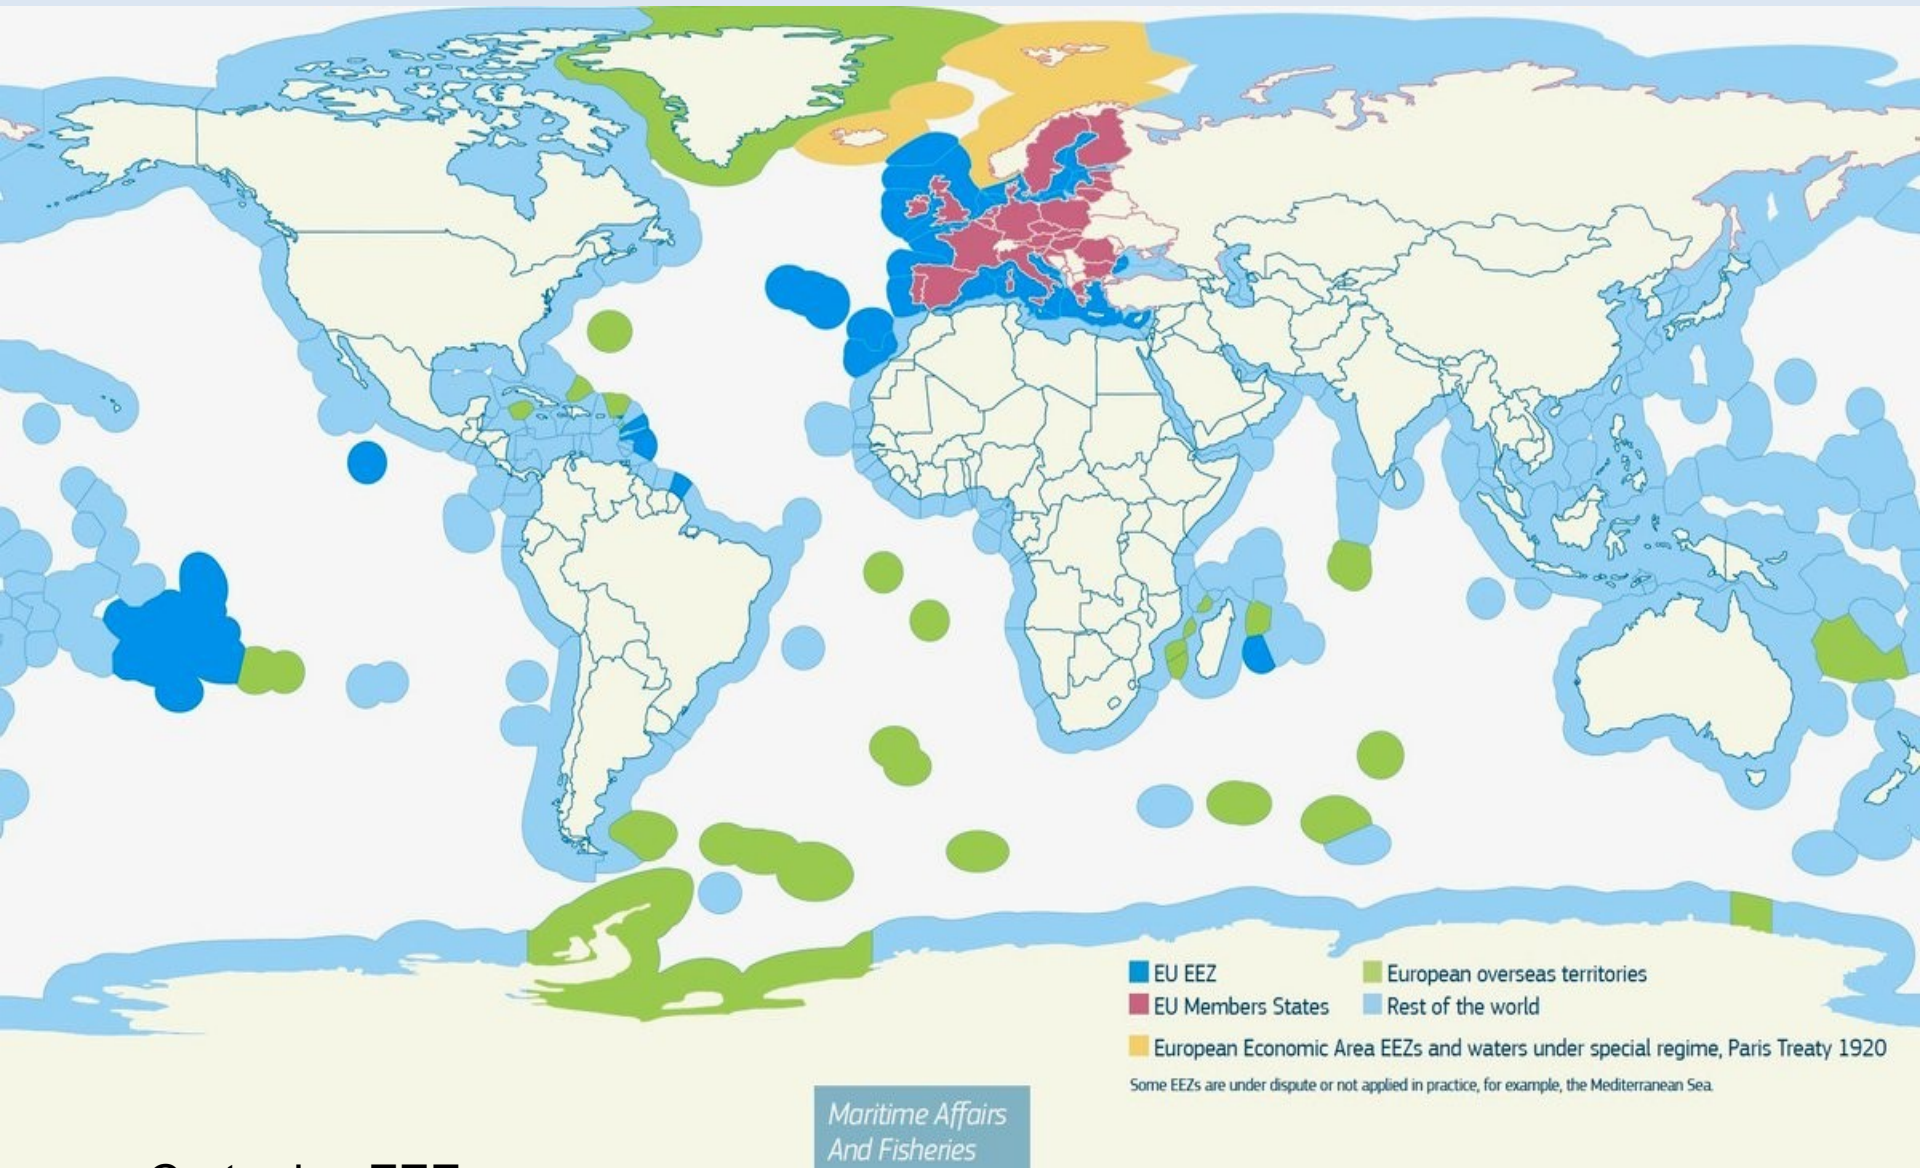 EU EEZ
European overseas territories
EU Members States
Rest of the world
European Economic Area EEZs and waters under special regime, Paris Treaty 1920
Some EEZs are under dispute or not applied in practice, for example, the Mediterranean Sea.
Maritime Affairs
And Fisheries